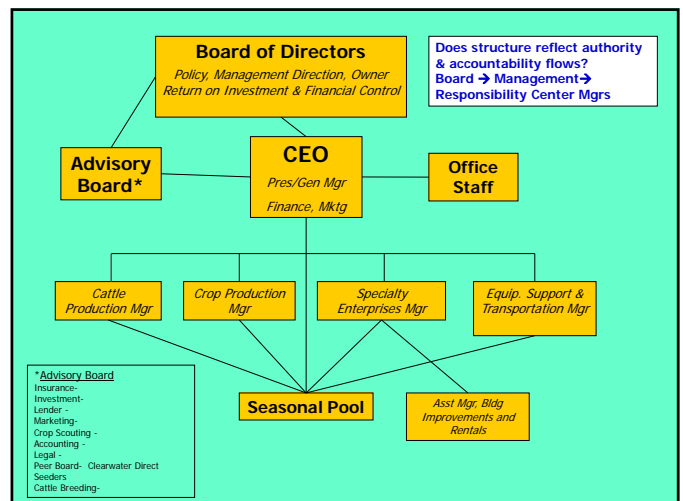 Board of Directors
Policy, Management Direction, Owner
Return on Investment & Financial Control
Does structure reflect authority
& accountability flows?
Board → Management→
Responsibility Center Mgrs
Advisory
Board*
CEO
Pres/Gen Mgr
Finance, Mktg
Office
Staff
Cattle
Production Mgr
Crop Production
Mgr
Specialty
Enterprises Mgr
Equip. Support &
Transportation Mgr
*Advisory Board
Insurance-
Investment-
Lender -
Marketing-
Crop Scouting -
Accounting -
Legal -
Peer Board- Clearwater Direct
Seeders
Cattle Breeding-
Seasonal Pool
Asst Mgr, Bldg
Improvements and
Rentals